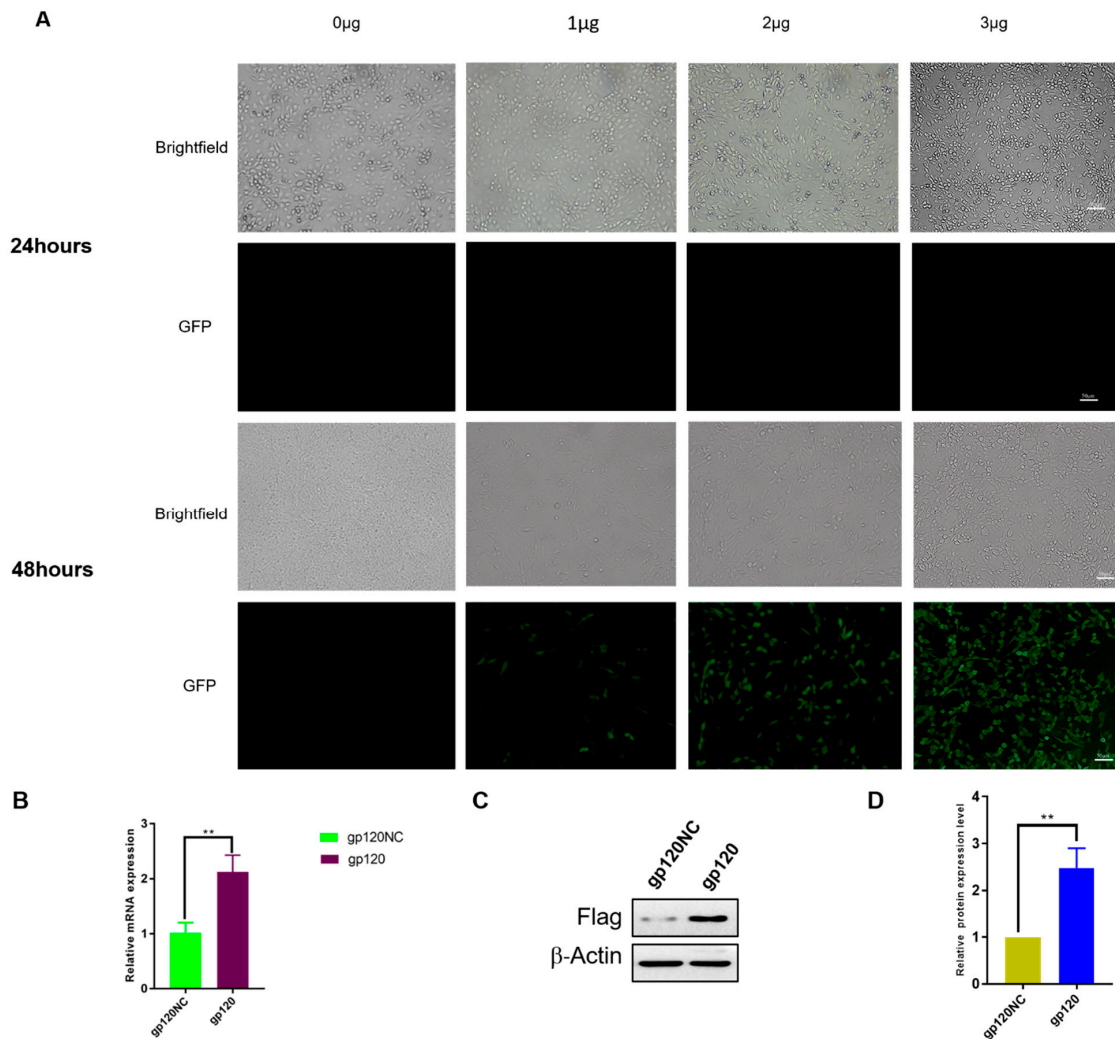 A
0µg
1µg
2µg
3µg
Brightfield
24hours
GFP
50µm
Brightfield
48hours
GFP
B
Relative mRNA expression
3
2
1
0
**
gp120NC
gp120
gp120NC
gp120
C
gp120NC
gp120
Flag
β-Actin
D
Relative protein expression level
4
3
2
1
0
**
gp120NC
gp120